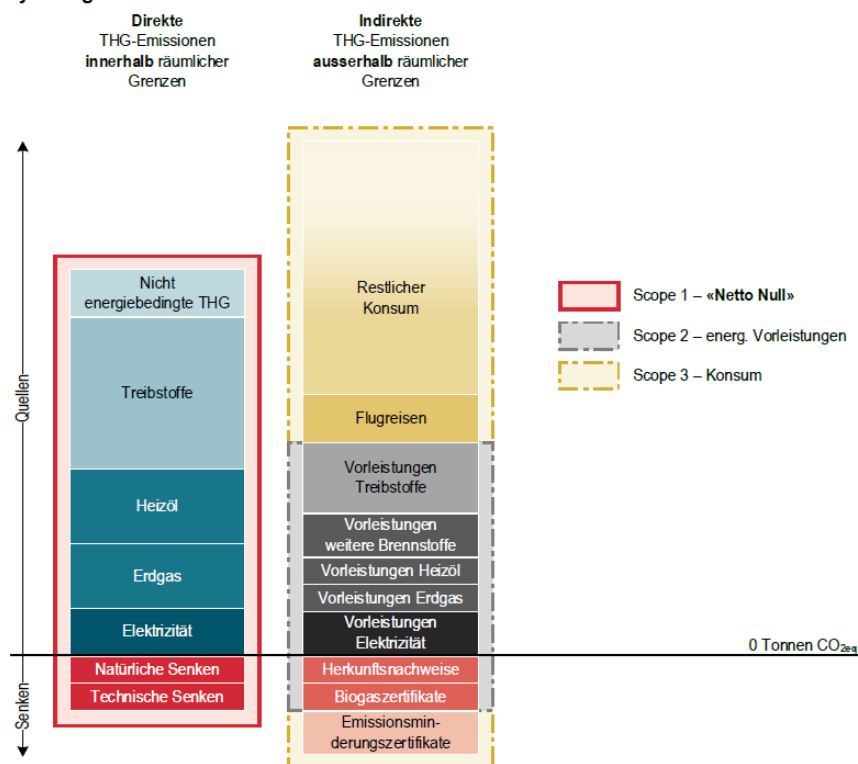 Direkte
THG-Emissionen
innerhalb räumlicher
Grenzen
Indirekte
THG-Emissionen
ausserhalb räumlicher
Grenzen
Quellen
Senken
Nicht
energiebedingte THG
Treibstoffe
Heizöl
Erdgas
Elektrizität
Natürliche Senken
Technische Senken
Restlicher
Konsum
Flugreisen
Vorleistungen
Treibstoffe
Vorleistungen
weitere Brennstoffe
Vorleistungen Heizöl
Vorleistungen Erdgas
Vorleistungen
Elektrizität
Herkunftsnachweise
Biogaszertifikate
Emissionsmin-
derungszertifikate
Scope 1 – «Netto Null»
Scope 2 – energ. Vorleistungen
Scope 3 – Konsum
0 Tonnen CO2eq